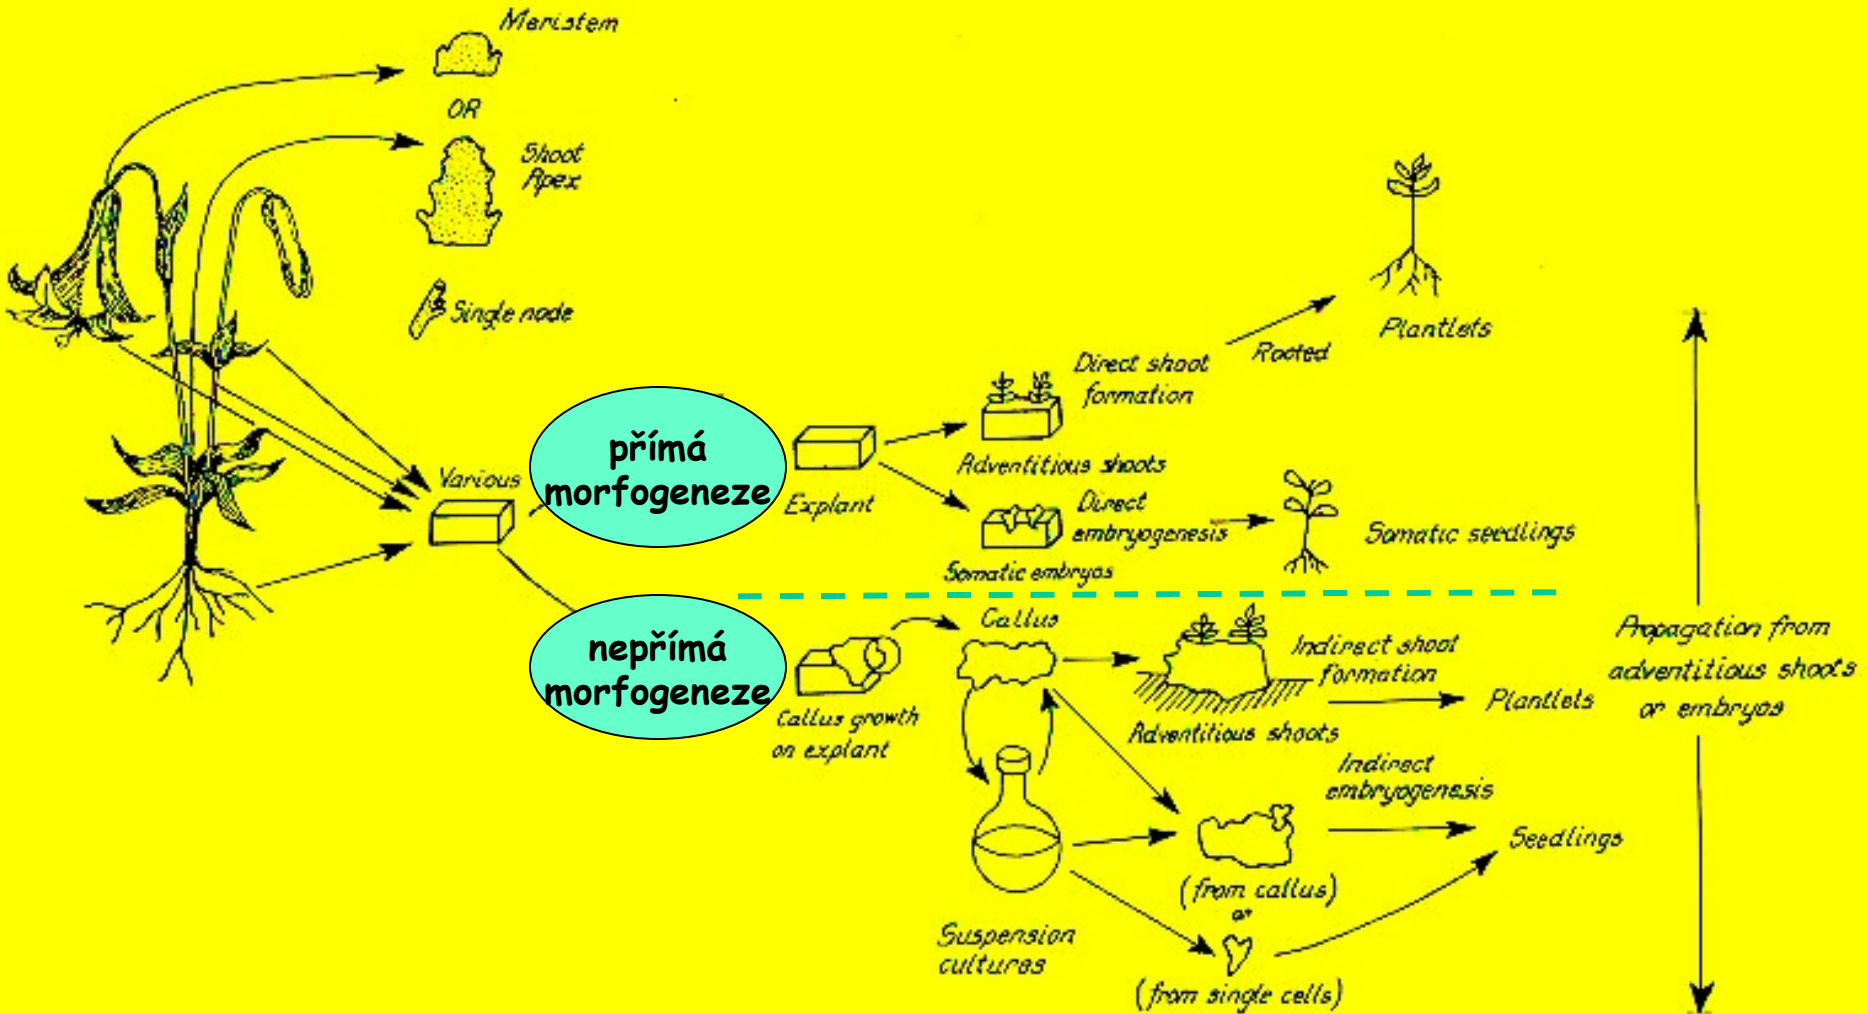 Meristem
OR
Shoot
Apex
Single node
Various
přímá
morfogeneze
Explant
Direct shoot
formation
Adventitious shoots
Rooted
Plantlets
Direct
embryogenesis
Somatic embryos
Somatic seedlings
nepřímá
morfogeneze
Callus growth
on explant
Callus
Indirect shoot
formation
Adventitious shoots
Plantlets
Indirect
embryogenesis
Seedlings
(from callus)
or
(from single cells)
Suspension
cultures
Propagation from
adventitious shoots
or embryos